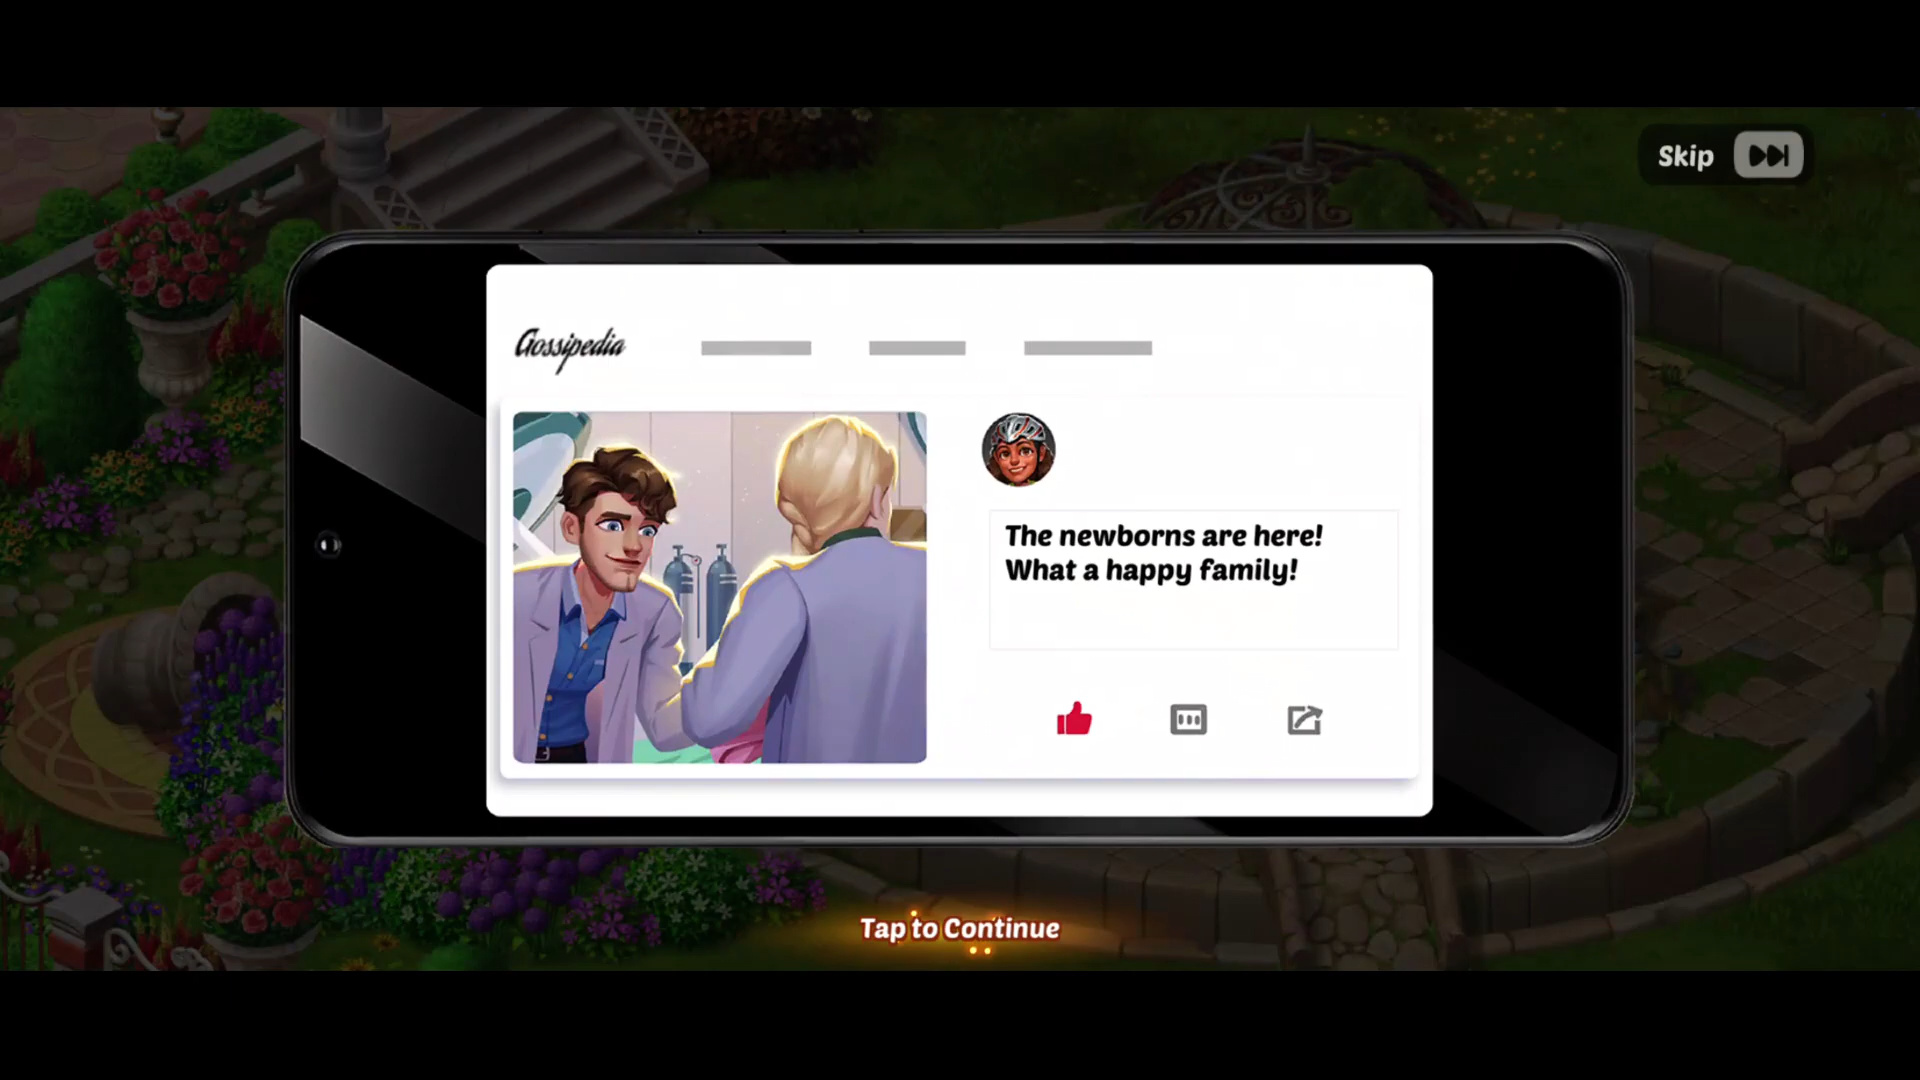 Skip
Gossipedia
The newborns are here!
What a happy family!
Tap to Continue